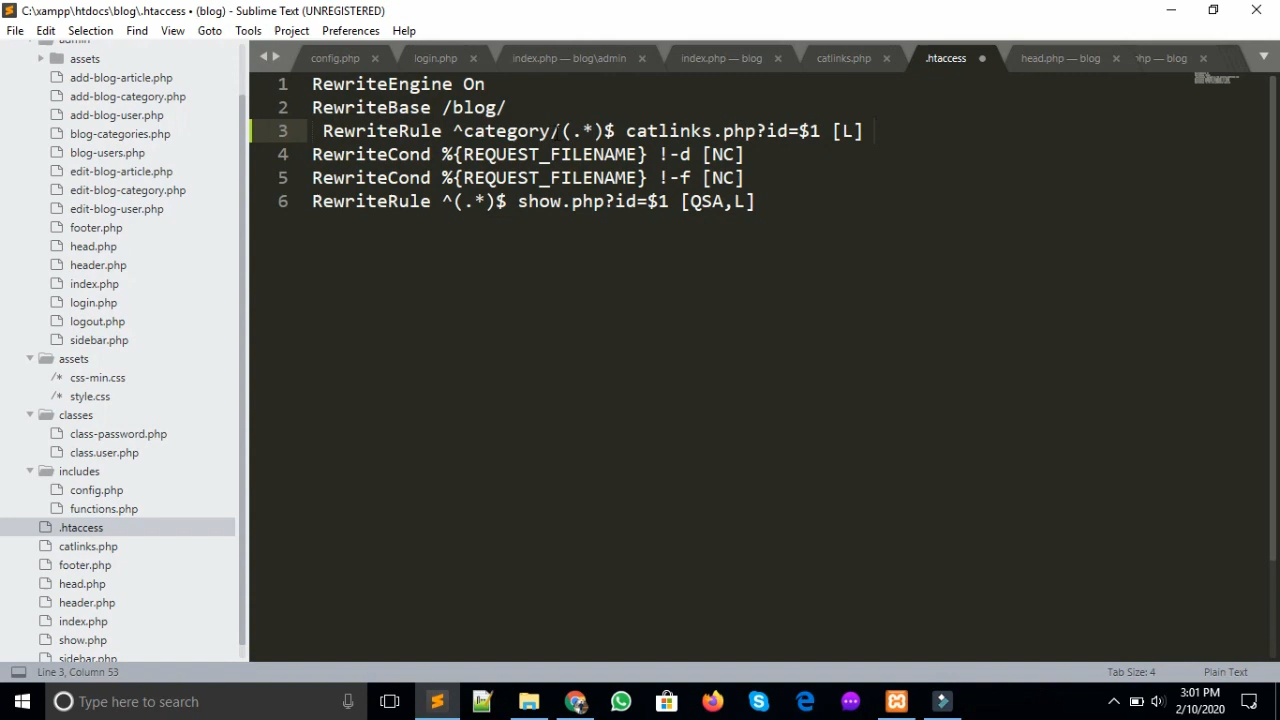 C:\xampp\htdocs\blog\.htaccess • (blog) - Sublime Text (UNREGISTERED)
File Edit Selection Find View Goto Tools Project Preferences Help
config.php login.php index.php — blog\admin index.php — blog catlinks.php .htaccess head.php — blog hp — blog
admin
assets
add-blog-article.php
add-blog-category.php
add-blog-user.php
blog-categories.php
blog-users.php
edit-blog-article.php
edit-blog-category.php
edit-blog-user.php
footer.php
head.php
header.php
index.php
login.php
logout.php
sidebar.php
assets
/* css-min.css
/* style.css
classes
class-password.php
class.user.php
includes
config.php
functions.php
.htaccess
catlinks.php
footer.php
head.php
header.php
index.php
show.php
sidebar.php
1 RewriteEngine On
2 RewriteBase /blog/
3 RewriteRule ^category/(.*)$ catlinks.php?id=$1 [L]
4 RewriteCond %{REQUEST_FILENAME} !-d [NC]
5 RewriteCond %{REQUEST_FILENAME} !-f [NC]
6 RewriteRule ^(.*)$ show.php?id=$1 [QSA,L]
Line 3, Column 53 Tab Size: 4 Plain Text
Type here to search
3:01 PM
2/10/2020